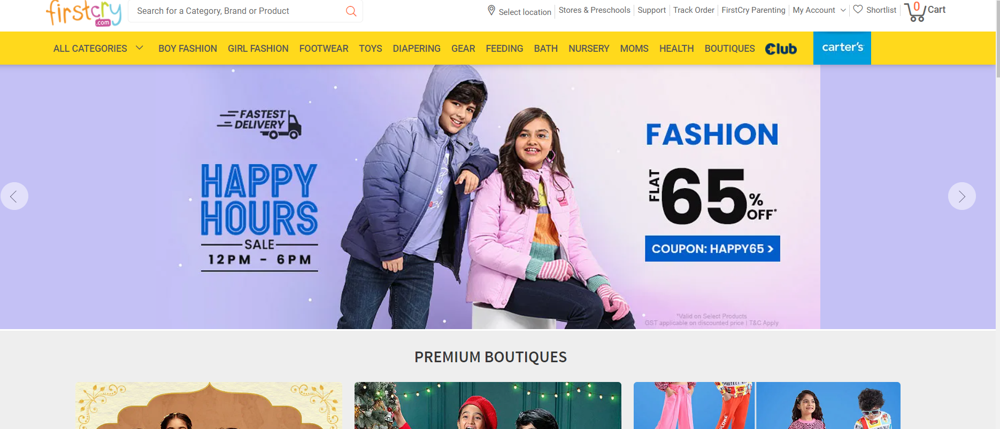 firstcry
.com
Search for a Category, Brand or Product
Select location
Stores & Preschools
Support
Track Order
FirstCry Parenting
My Account
Shortlist
0
Cart
ALL CATEGORIES
BOY FASHION
GIRL FASHION
FOOTWEAR
TOYS
DIAPERING
GEAR
FEEDING
BATH
NURSERY
MOMS
HEALTH
BOUTIQUES
Club
carter's
FASTEST
DELIVERY
HAPPY
HOURS
SALE
12PM - 6PM
FASHION
FLAT
65%
OFF*
COUPON: HAPPY65 >
*Valid on Select Products
GST applicable on discounted price | T&C Apply
PREMIUM BOUTIQUES